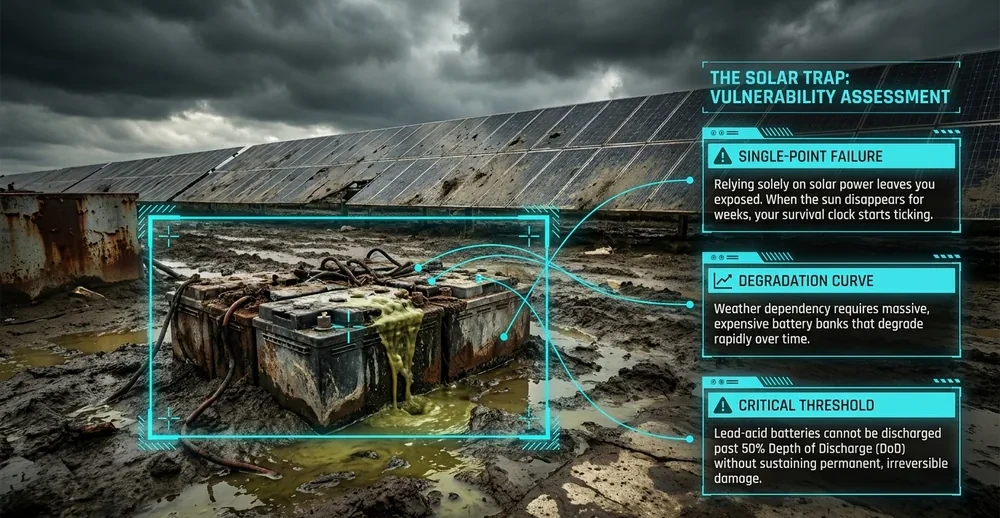 THE SOLAR TRAP:
VULNERABILITY ASSESSMENT
SINGLE-POINT FAILURE
Relying solely on solar power leaves you
exposed. When the sun disappears for
weeks, your survival clock starts ticking.
DEGRADATION CURVE
Weather dependency requires massive,
expensive battery banks that degrade
rapidly over time.
CRITICAL THRESHOLD
Lead-acid batteries cannot be discharged
past 50% Depth of Discharge (DoD)
without sustaining permanent, irreversible
damage.